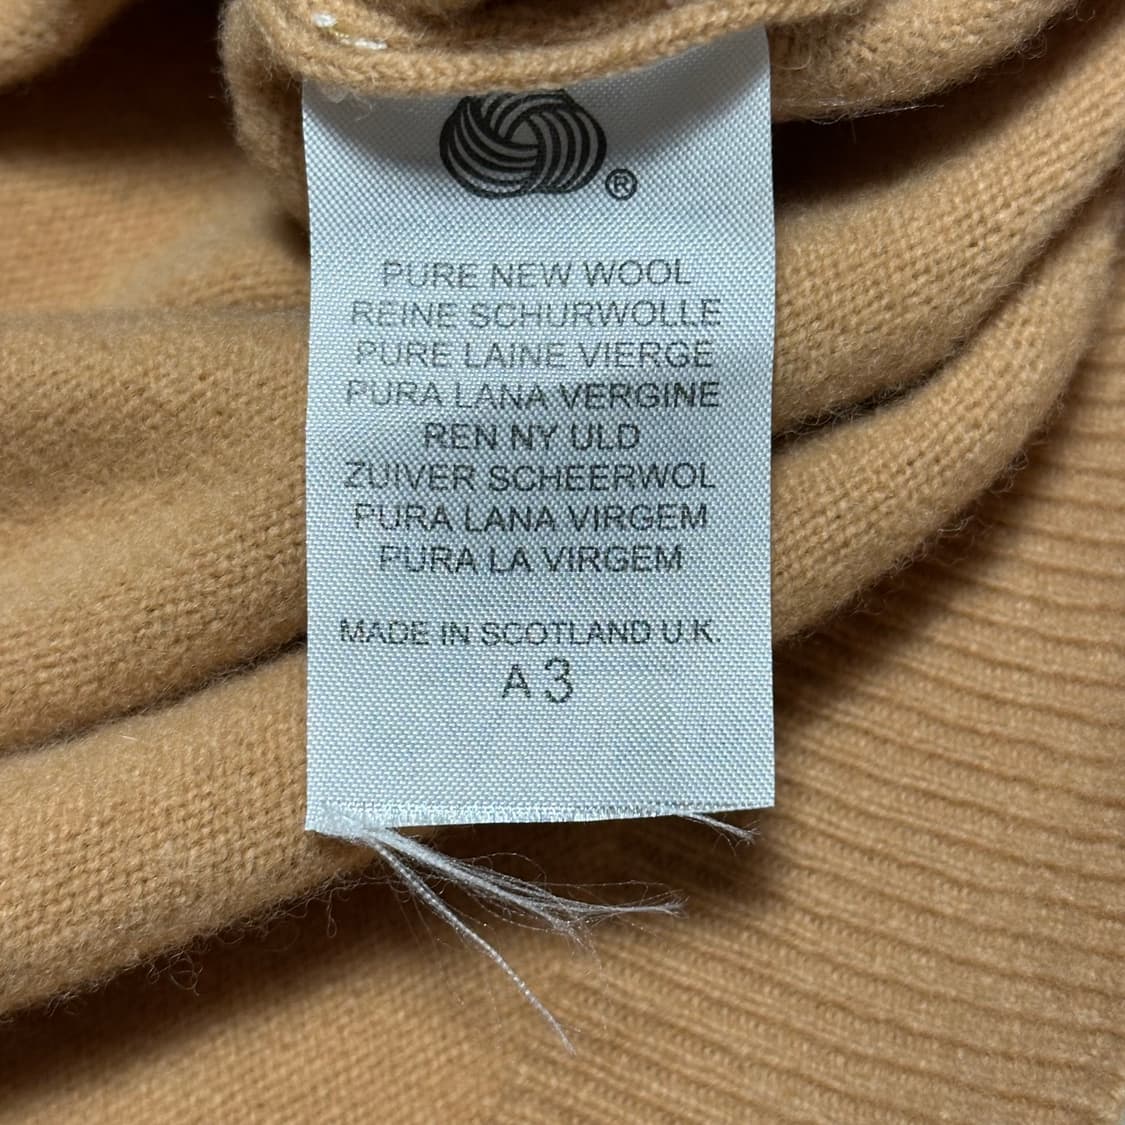 ®
PURE NEW WOOL
REINE SCHURWOLLE
PURE LAINE VIERGE
PURA LANA VERGINE
REN NY ULD
ZUIVER SCHEERWOL
PURA LANA VIRGEM
PURA LA VIRGEM
MADE IN SCOTLAND U.K.
A 3